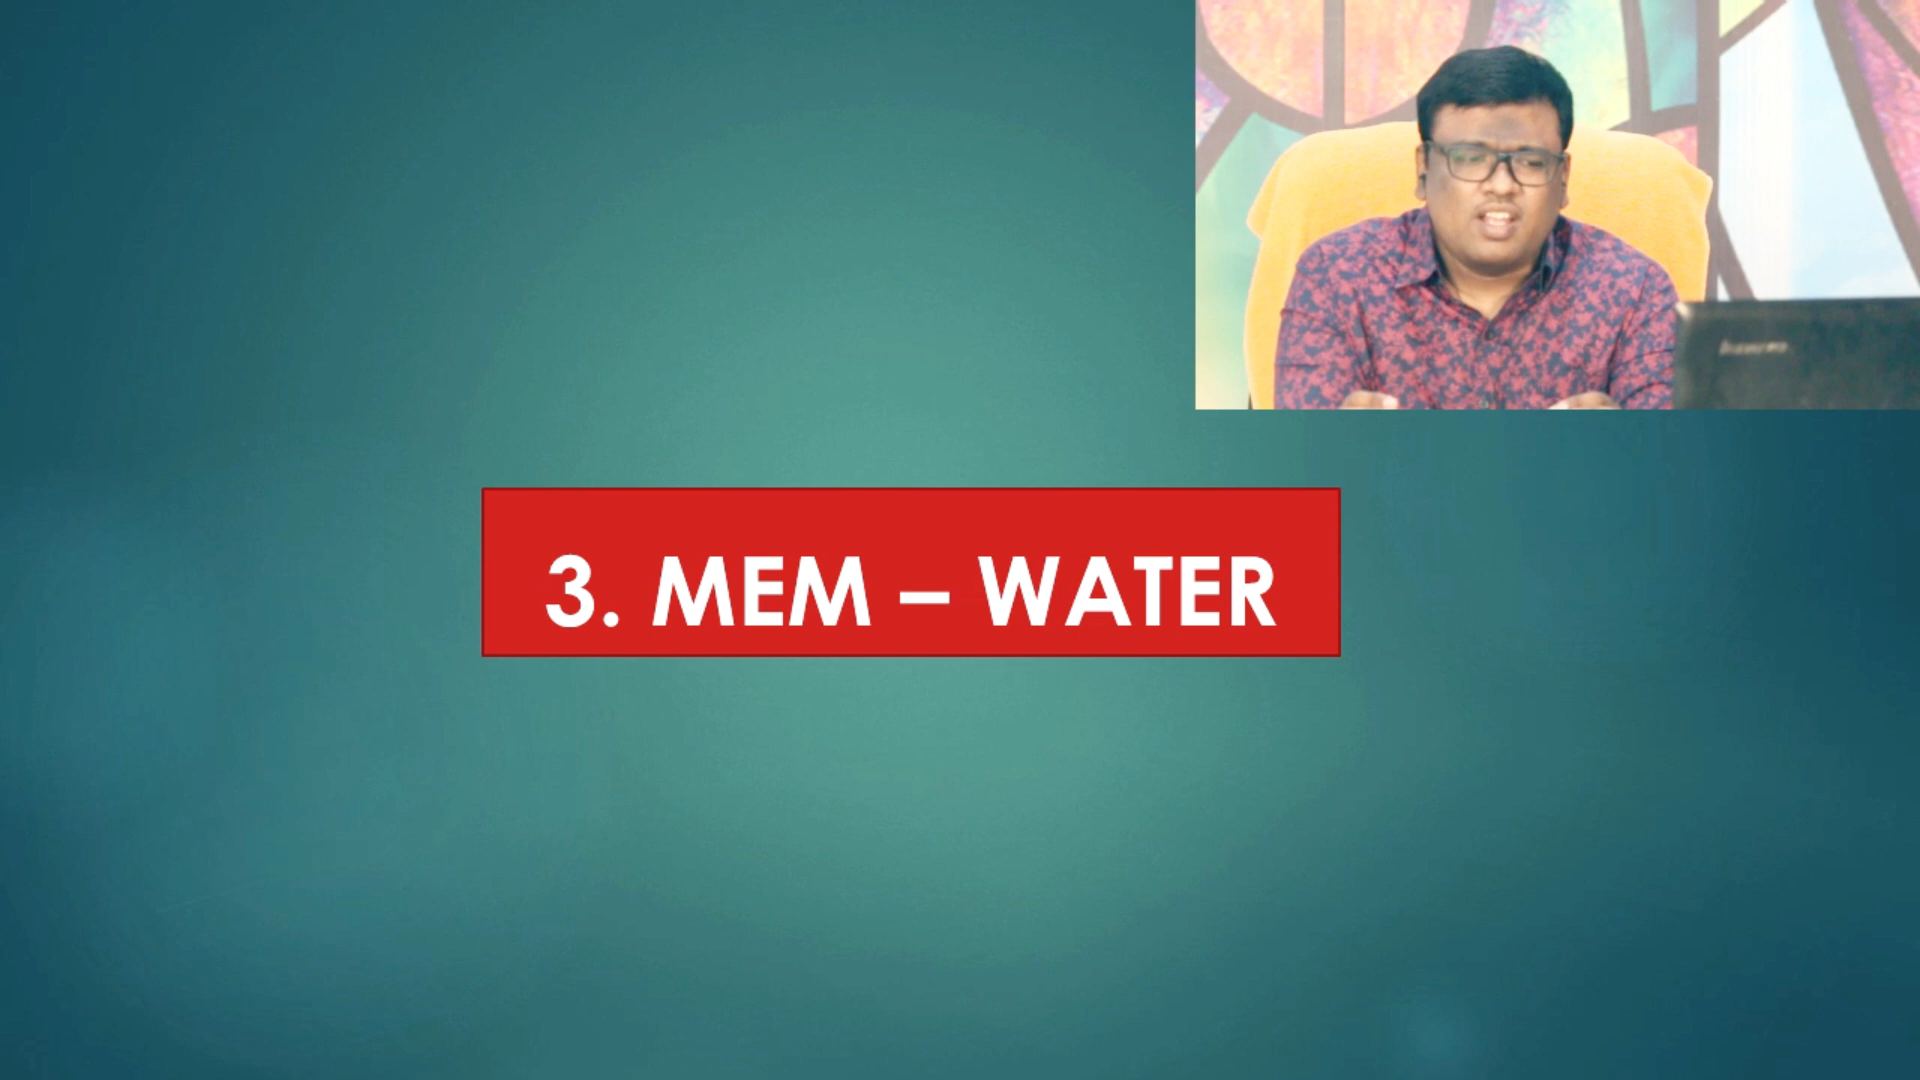 3. MEM – WATER